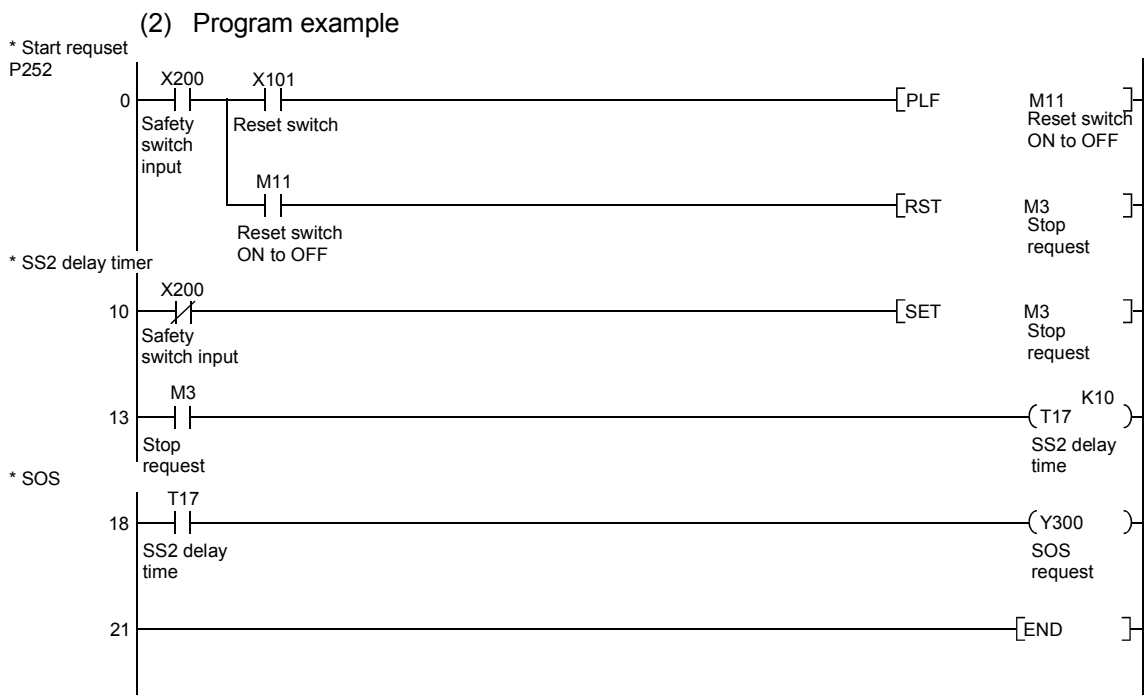 (2) Program example
* Start requset
P252
X200 X101
0 [PLF M11 ]
Safety
switch
input
Reset switch
Reset switch
ON to OFF
M11
[RST M3 ]
Reset switch
ON to OFF
Stop
request
* SS2 delay timer
X200
10 [SET M3 ]
Safety
switch input
Stop
request
M3 K10
13 (T17 )
Stop
request
SS2 delay
time
* SOS
T17
18 (Y300 )
SS2 delay
time
SOS
request
21 [END ]